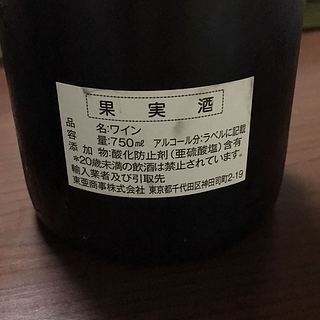 果実酒
品名:ワイン
容量:750㎖ アルコール分:ラベルに記載
添加物:酸化防止剤(亜硫酸塩)含有
*20歳未満の飲酒は禁止されています。
輸入業者及び引取先
東亜商事株式会社 東京都千代田区神田司町2-19